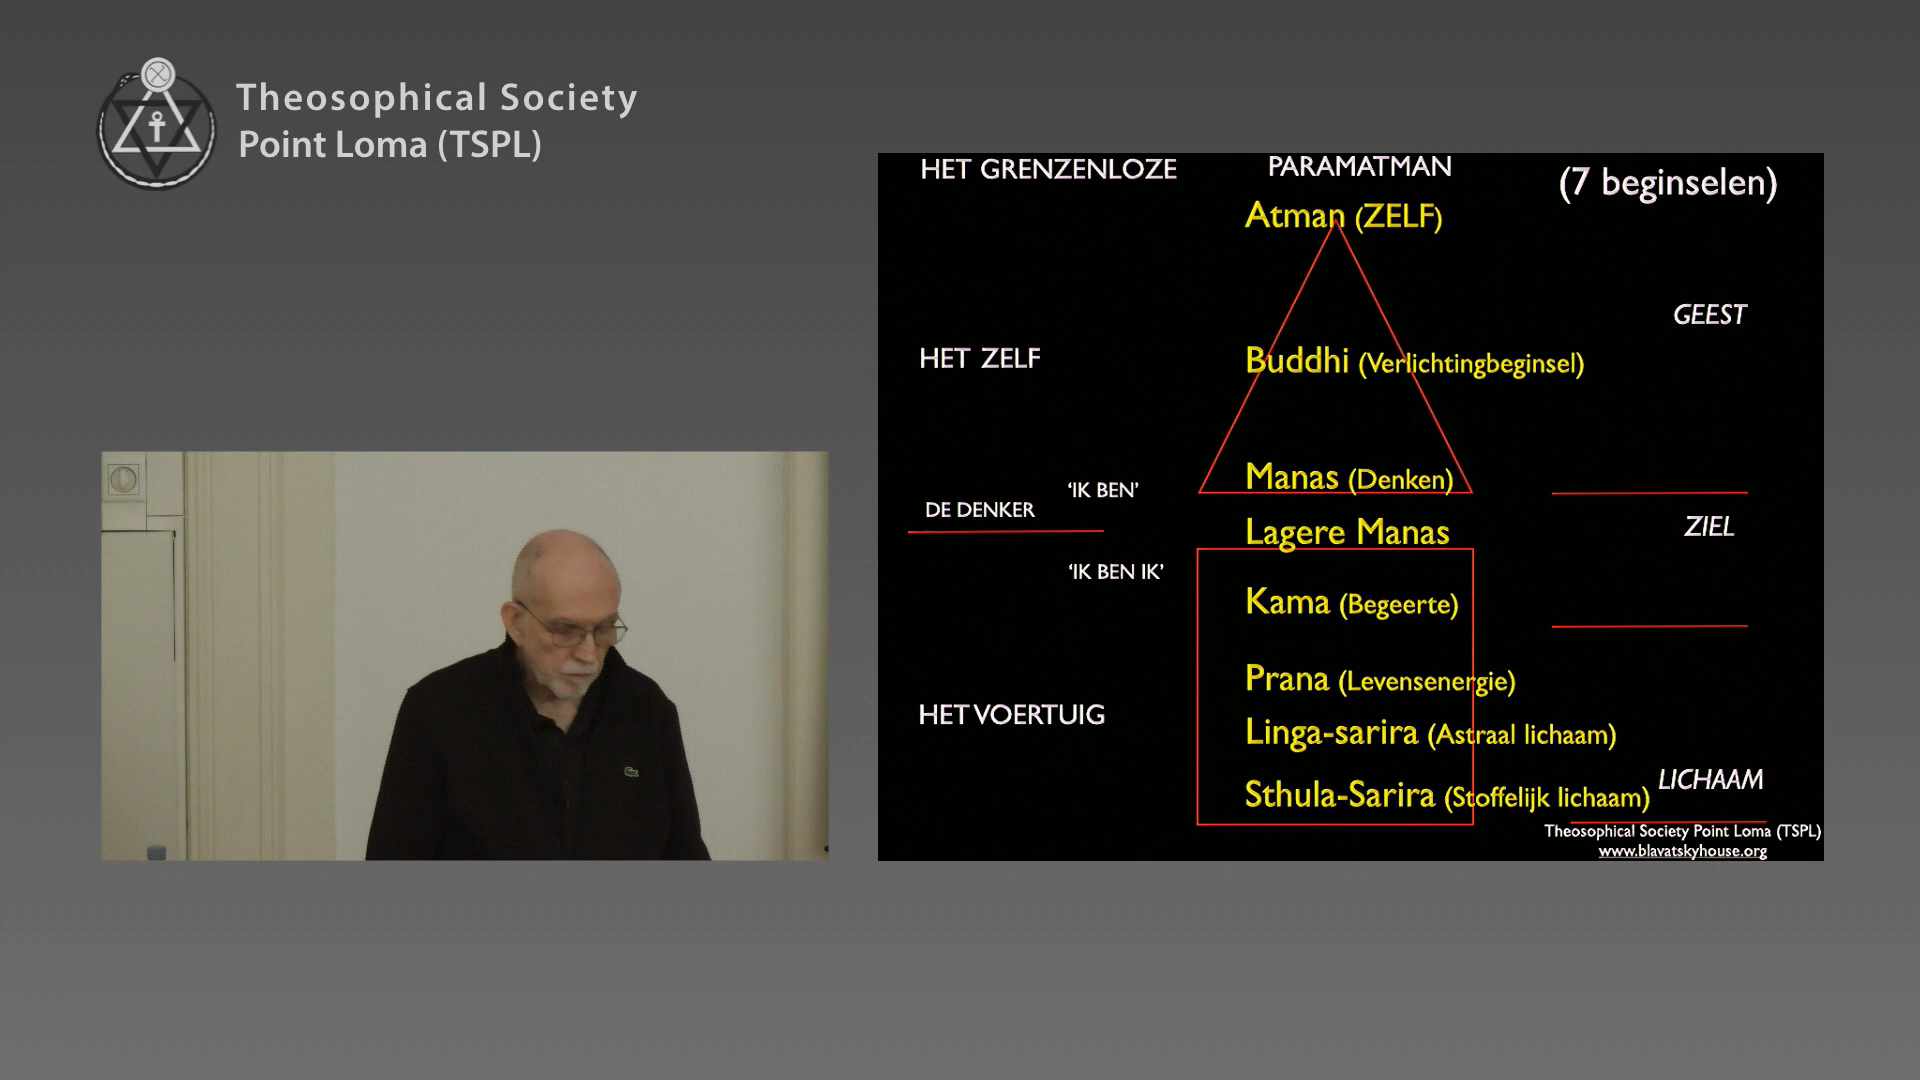 Theosophical Society
Point Loma (TSPL)
HET GRENZENLOZE
PARAMATMAN
(7 beginselen)
Atman (ZELF)
GEEST
HET ZELF
Buddhi (Verlichtingbeginsel)
Manas (Denken)
‘IK BEN’
DE DENKER
Lagere Manas
ZIEL
‘IK BEN IK’
Kama (Begeerte)
Prana (Levensenergie)
HET VOERTUIG
Linga-sarira (Astraal lichaam)
Sthula-Sarira (Stoffelijk lichaam)
LICHAAM
Theosophical Society Point Loma (TSPL)
www.blavatskyhouse.org